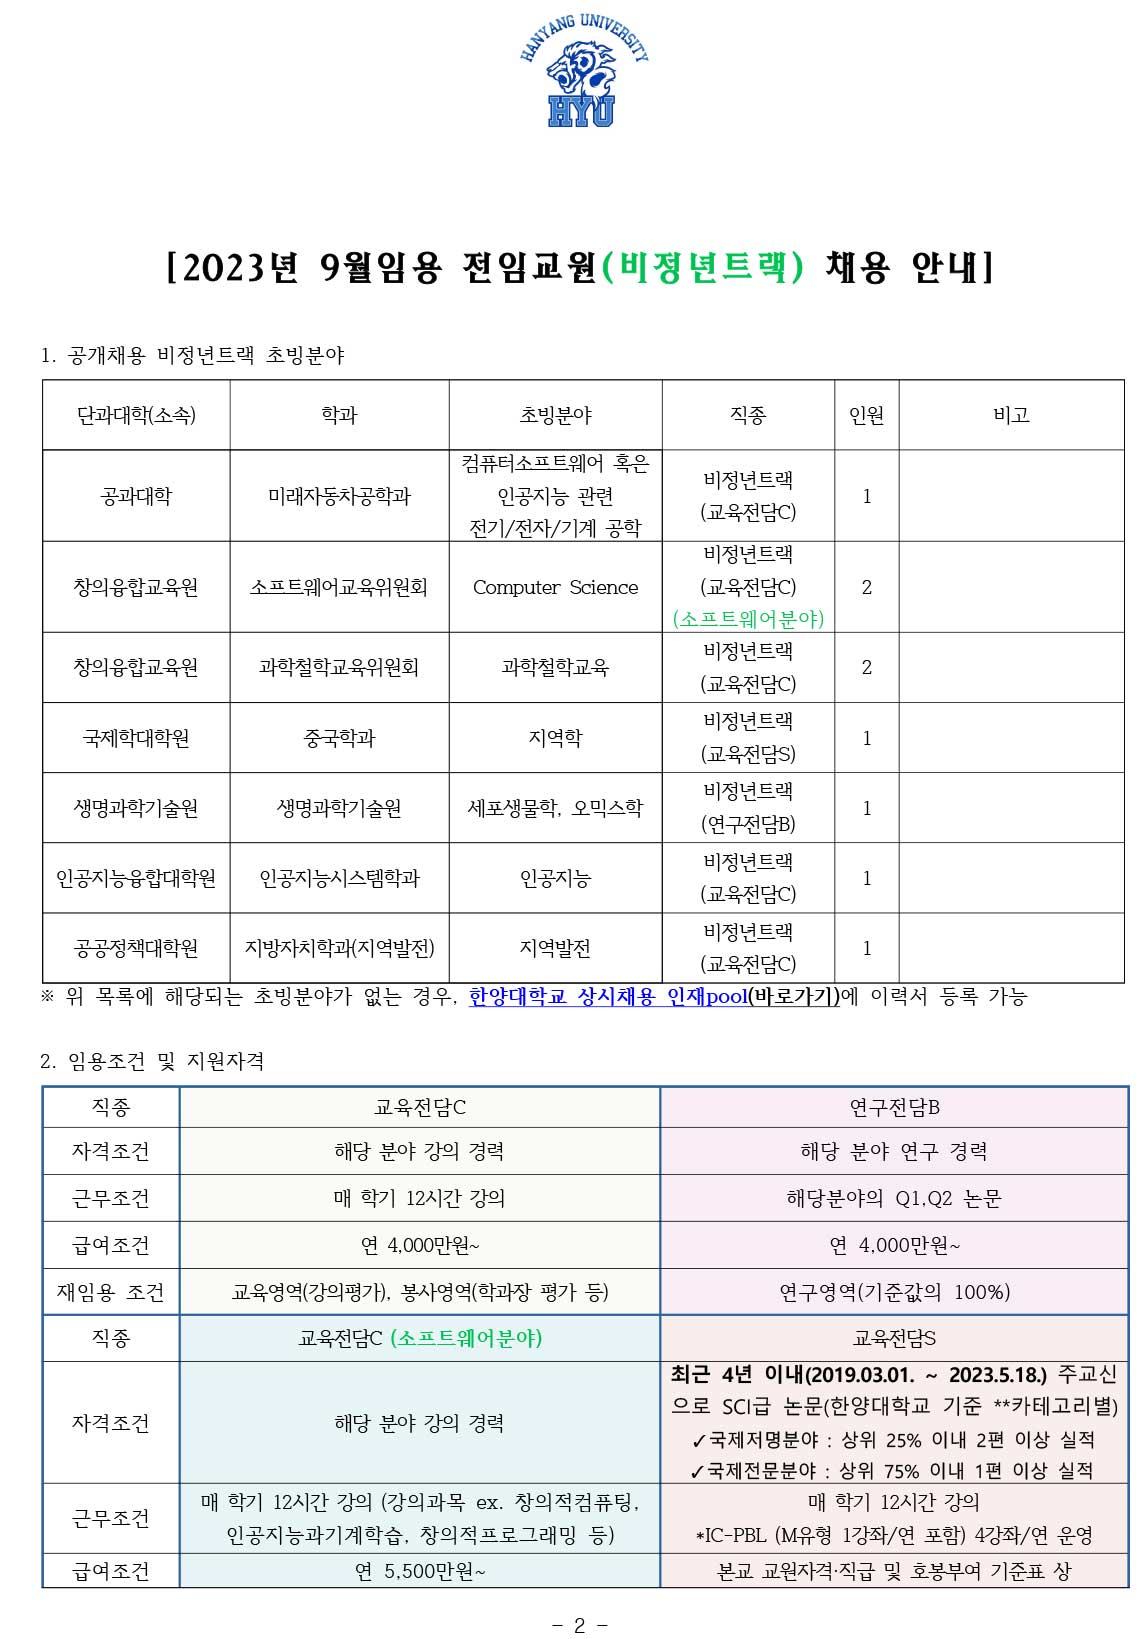 HANYANG UNIVERSITY
HYU
[2023년 9월임용 전임교원(비정년트랙) 채용 안내]
1. 공개채용 비정년트랙 초빙분야
단과대학(소속) 학과 초빙분야 직종 인원 비고
공과대학 미래자동차공학과 컴퓨터소프트웨어 혹은
인공지능 관련
전기/전자/기계 공학
비정년트랙
(교육전담C)
1
창의융합교육원 소프트웨어교육위원회 Computer Science
비정년트랙
(교육전담C)
(소프트웨어분야)
2
창의융합교육원 과학철학교육위원회 과학철학교육
비정년트랙
(교육전담C)
2
국제학대학원 중국학과 지역학
비정년트랙
(교육전담S)
1
생명과학기술원 생명과학기술원 세포생물학, 오믹스학
비정년트랙
(연구전담B)
1
인공지능융합대학원 인공지능시스템학과 인공지능
비정년트랙
(교육전담C)
1
공공정책대학원 지방자치학과(지역발전) 지역발전
비정년트랙
(교육전담C)
1
※ 위 목록에 해당되는 초빙분야가 없는 경우, 한양대학교 상시채용 인재pool(바로가기)에 이력서 등록 가능
2. 임용조건 및 지원자격
직종 교육전담C 연구전담B
자격조건 해당 분야 강의 경력 해당 분야 연구 경력
근무조건 매 학기 12시간 강의 해당분야의 Q1,Q2 논문
급여조건 연 4,000만원~ 연 4,000만원~
재임용 조건 교육영역(강의평가), 봉사영역(학과장 평가 등) 연구영역(기준값의 100%)
직종 교육전담C (소프트웨어분야) 교육전담S
자격조건 해당 분야 강의 경력
최근 4년 이내(2019.03.01. ~ 2023.5.18.) 주교신
으로 SCI급 논문(한양대학교 기준 **카테고리별)
✓국제저명분야 : 상위 25% 이내 2편 이상 실적
✓국제전문분야 : 상위 75% 이내 1편 이상 실적
근무조건
매 학기 12시간 강의 (강의과목 ex. 창의적컴퓨팅,
인공지능과기계학습, 창의적프로그래밍 등)
매 학기 12시간 강의
*IC-PBL (M유형 1강좌/연 포함) 4강좌/연 운영
급여조건 연 5,500만원~ 본교 교원자격·직급 및 호봉부여 기준표 상
- 2 -